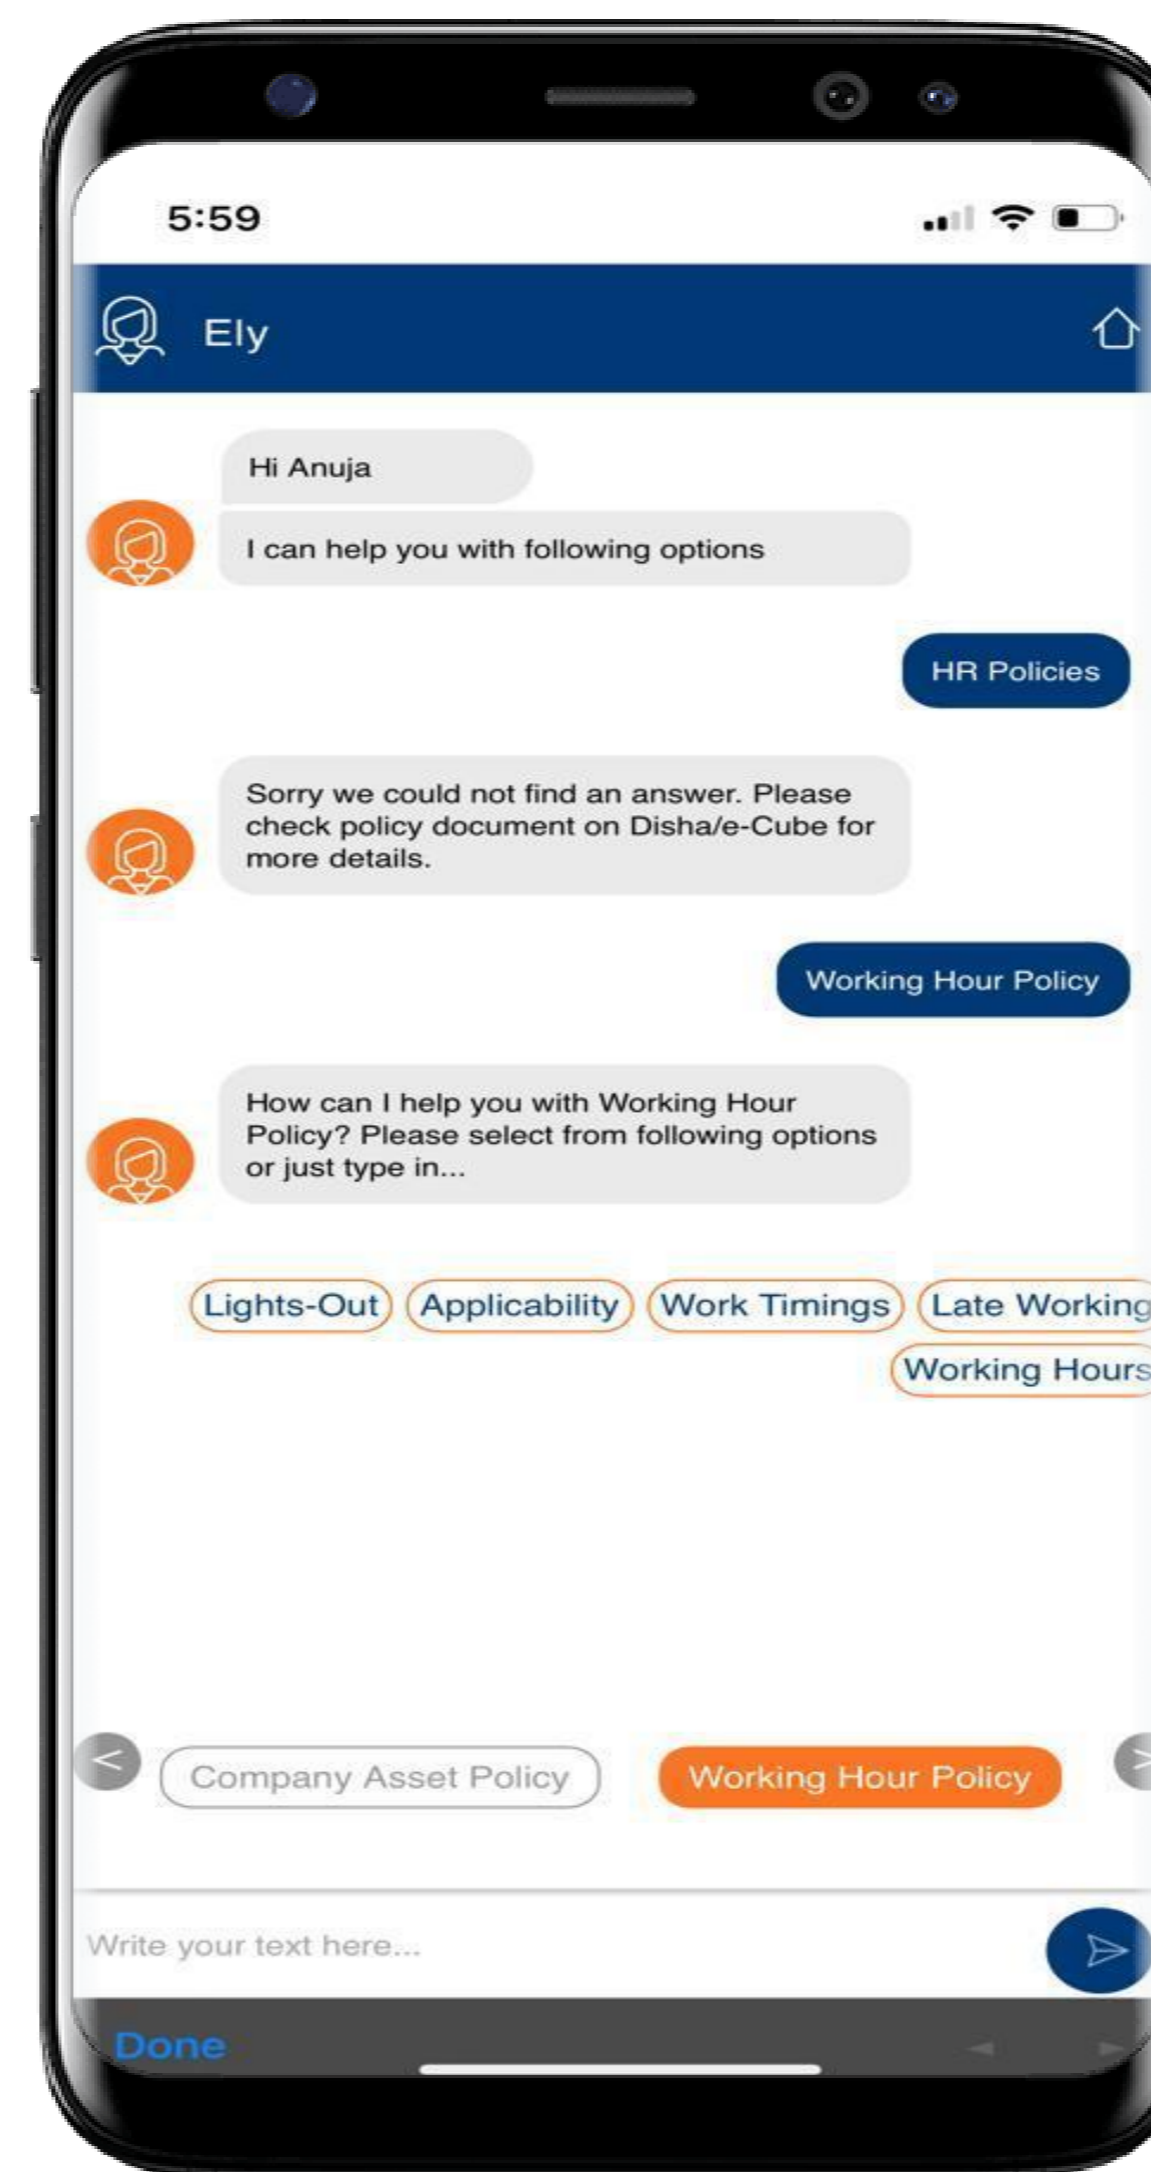 5:59
Ely
Hi Anuja
I can help you with following options
HR Policies
Sorry we could not find an answer. Please
check policy document on Disha/e-Cube for
more details.
Working Hour Policy
How can I help you with Working Hour
Policy? Please select from following options
or just type in...
Lights-Out Applicability Work Timings Late Working
Working Hours
< Company Asset Policy Working Hour Policy >
Write your text here...
Done